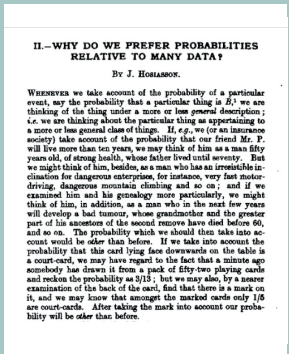 II.—WHY DO WE PREFER PROBABILITIES
RELATIVE TO MANY DATA?
BY J. HOSIASSON.
WHENEVER we take account of the probability of a particular
event, say the probability that a particular thing is B,¹ we are
thinking of the thing under a more or less general description;
i.e. we are thinking about the particular thing as appertaining to
a more or less general class of things. If, e.g., we (or an insurance
society) take account of the probability that our friend Mr. P.
will live more than ten years, we may think of him as a man fifty
years old, of strong health, whose father lived until seventy. But
we might think of him, besides, as a man who has an irresistible in-
clination for dangerous enterprises, for instance, very fast motor-
driving, dangerous mountain climbing and so on; and if we
examined him and his genealogy more particularly, we might
think of him, in addition, as a man who in the next few years
will develop a bad tumour, whose grandmother and the greater
part of his ancestors of the second remove have died before 60,
and so on. The probability which we should then take into ac-
count would be other than before. If we take into account the
probability that this card lying face downwards on the table is
a court-card, we may have regard to the fact that a minute ago
somebody has drawn it from a pack of fifty-two playing cards
and reckon the probability as 3/13; but we may also, by a nearer
examination of the back of the card, find that there is a mark on
it, and we may know that amongst the marked cards only 1/5
are court-cards. After taking the mark into account our proba-
bility will be other than before.